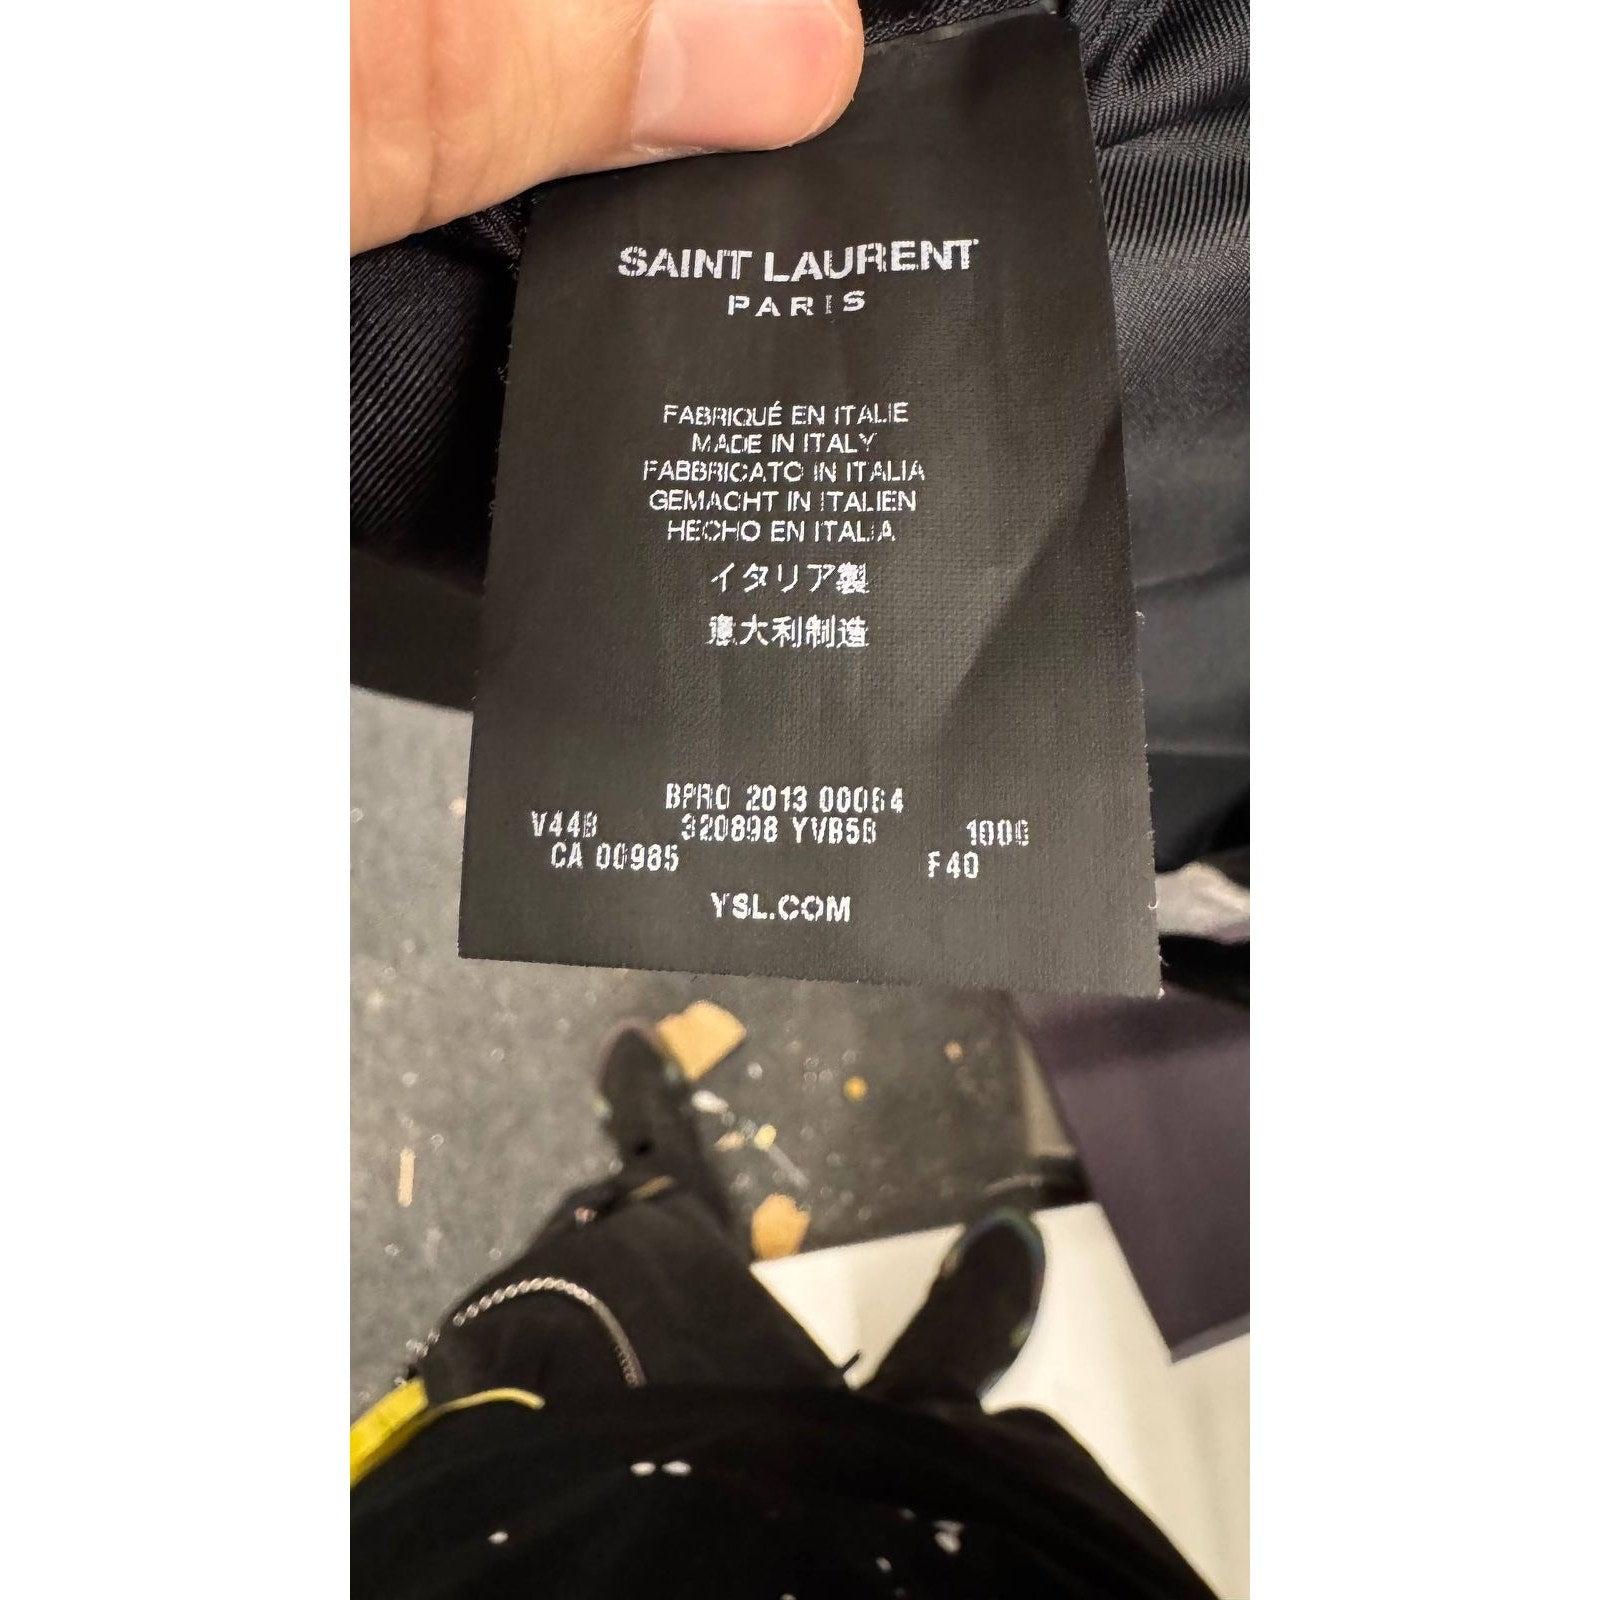 SAINT LAURENT
PARIS
FABRIQUÉ EN ITALIE
MADE IN ITALY
FABBRICATO IN ITALIA
GEMACHT IN ITALIEN
HECHO EN ITALIA
イタリア製
意大利制造
BPRO 2013 00064
V44B 320898 YVB5B 1000
CA 00985 F40
YSL.COM